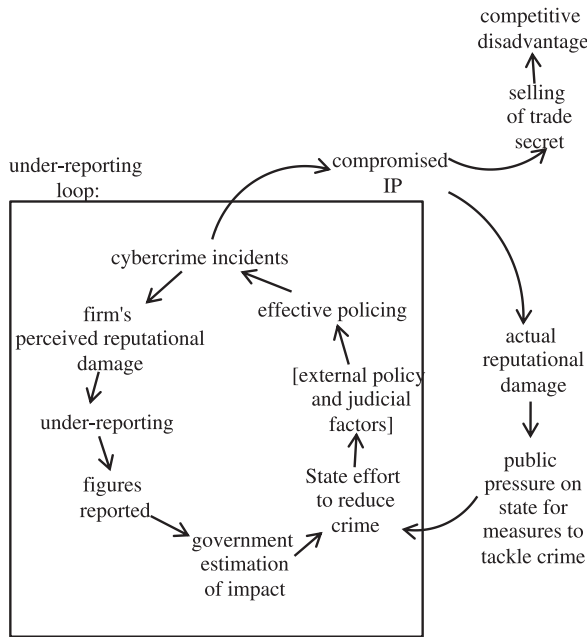 competitive
disadvantage
selling
of trade
secret
compromised
IP
under-reporting
loop:
cybercrime incidents
firm's
perceived reputational
damage
effective policing
actual
reputational
damage
[external policy
and judicial
factors]
under-reporting
figures
reported
State effort
to reduce
crime
public
pressure on
state for
measures to
tackle crime
government
estimation
of impact